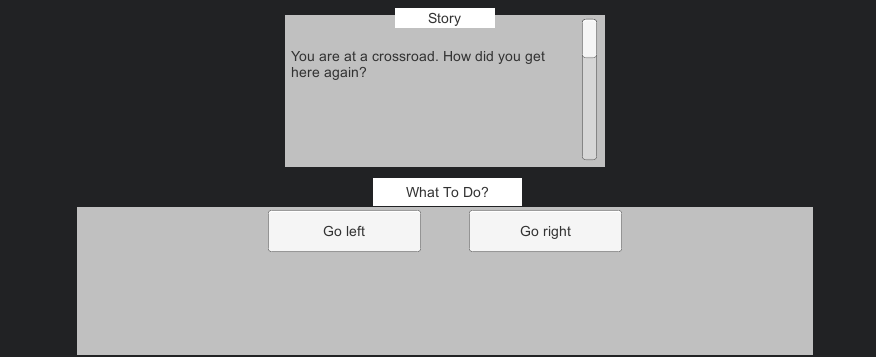 Story
You are at a crossroad. How did you get
here again?
What To Do?
Go left
Go right